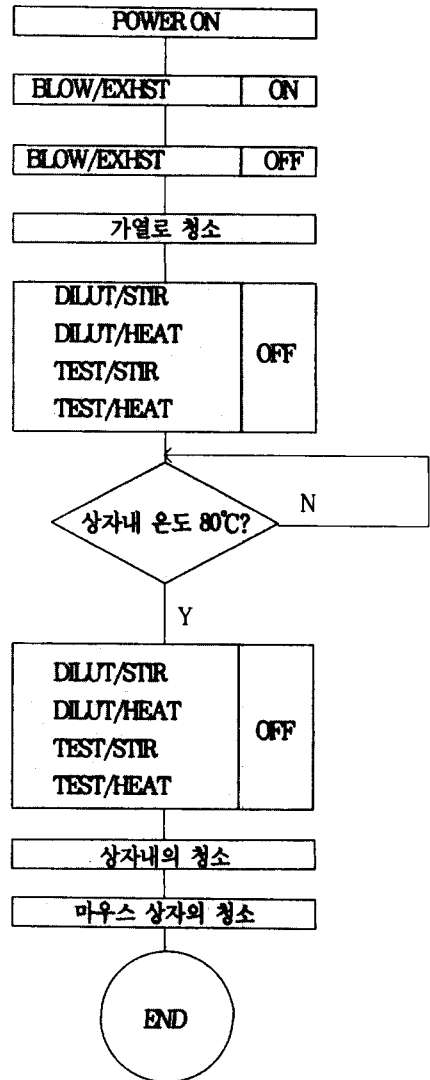 POWER ON
BLOW/EXHST ON
BLOW/EXHST OFF
가열로 청소
DILUT/STIR
DILUT/HEAT
TEST/STIR
TEST/HEAT
OFF
상자내 온도 80℃?
N
Y
DILUT/STIR
DILUT/HEAT
TEST/STIR
TEST/HEAT
OFF
상자내의 청소
마우스 상자의 청소
END